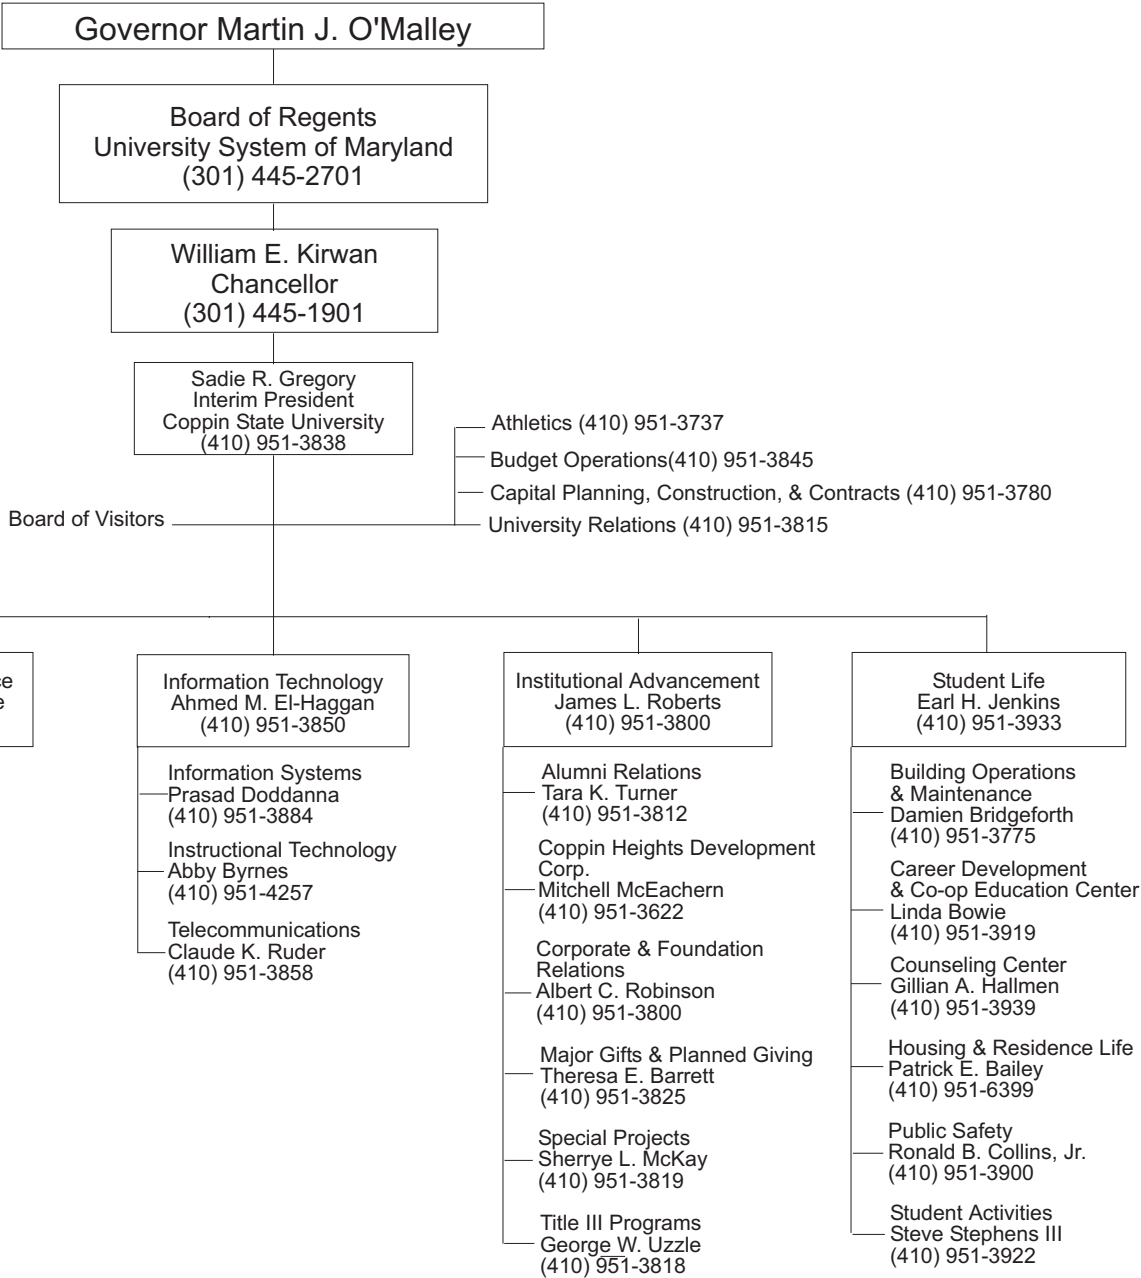 Governor Martin J. O'Malley
Board of Regents
University System of Maryland
(301) 445-2701
William E. Kirwan
Chancellor
(301) 445-1901
Sadie R. Gregory
Interim President
Coppin State University
(410) 951-3838
Athletics (410) 951-3737
Budget Operations(410) 951-3845
Capital Planning, Construction, & Contracts (410) 951-3780
Board of Visitors
University Relations (410) 951-3815
Information Technology
Ahmed M. El-Haggan
(410) 951-3850
Information Systems
Prasad Doddanna
(410) 951-3884
Instructional Technology
Abby Byrnes
(410) 951-4257
Telecommunications
Claude K. Ruder
(410) 951-3858
Institutional Advancement
James L. Roberts
(410) 951-3800
Alumni Relations
Tara K. Turner
(410) 951-3812
Coppin Heights Development
Corp.
Mitchell McEachern
(410) 951-3622
Corporate & Foundation
Relations
Albert C. Robinson
(410) 951-3800
Major Gifts & Planned Giving
Theresa E. Barrett
(410) 951-3825
Special Projects
Sherrye L. McKay
(410) 951-3819
Title III Programs
George W. Uzzle
(410) 951-3818
Student Life
Earl H. Jenkins
(410) 951-3933
Building Operations
& Maintenance
Damien Bridgeforth
(410) 951-3775
Career Development
& Co-op Education Center
Linda Bowie
(410) 951-3919
Counseling Center
Gillian A. Hallmen
(410) 951-3939
Housing & Residence Life
Patrick E. Bailey
(410) 951-6399
Public Safety
Ronald B. Collins, Jr.
(410) 951-3900
Student Activities
Steve Stephens III
(410) 951-3922